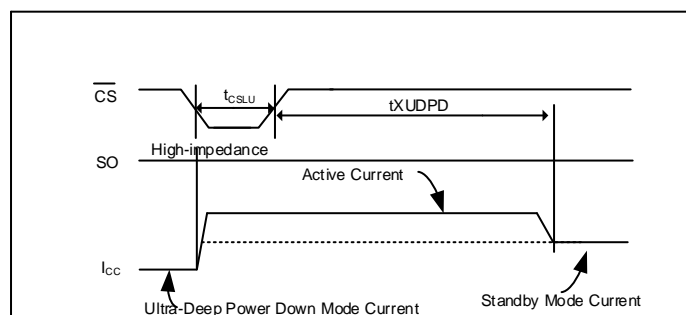 CS
tCSLU
tXUDPD
High-impedance
SO
Active Current
ICC
Ultra-Deep Power Down Mode Current
Standby Mode Current